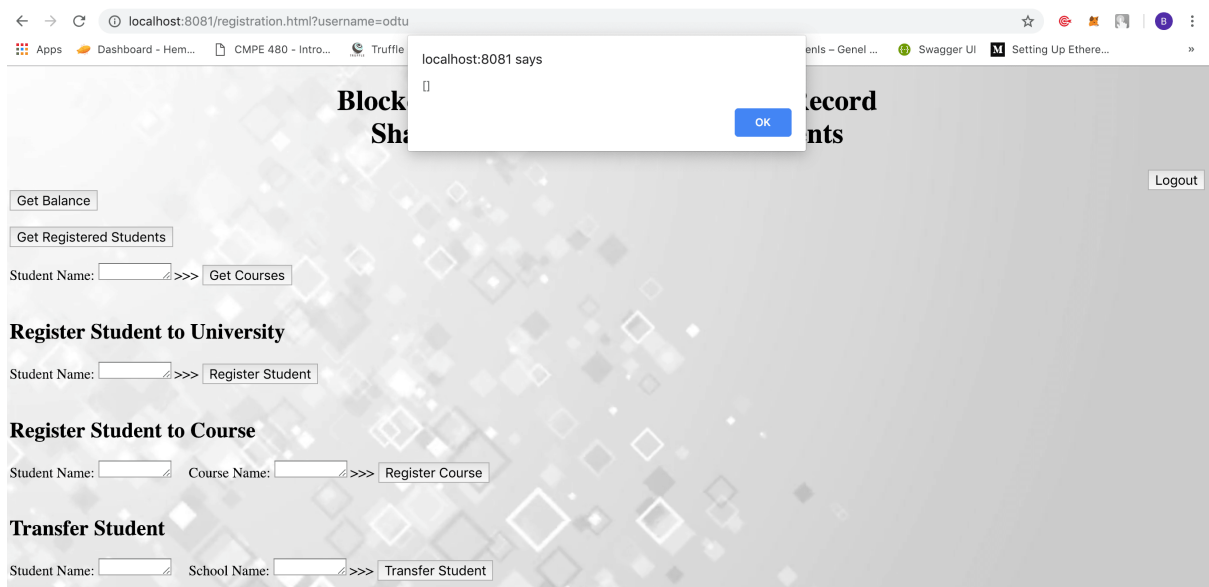 localhost:8081/registration.html?username=odtu
B
Apps Dashboard - Hem... CMPE 480 - Intro... Truffle enls – Genel ... Swagger UI M Setting Up Ethere... »
localhost:8081 says
[]
OK
Block ecord
Sha nts
Logout
Get Balance
Get Registered Students
Student Name: >>> Get Courses
Register Student to University
Student Name: >>> Register Student
Register Student to Course
Student Name: Course Name: >>> Register Course
Transfer Student
Student Name: School Name: >>> Transfer Student